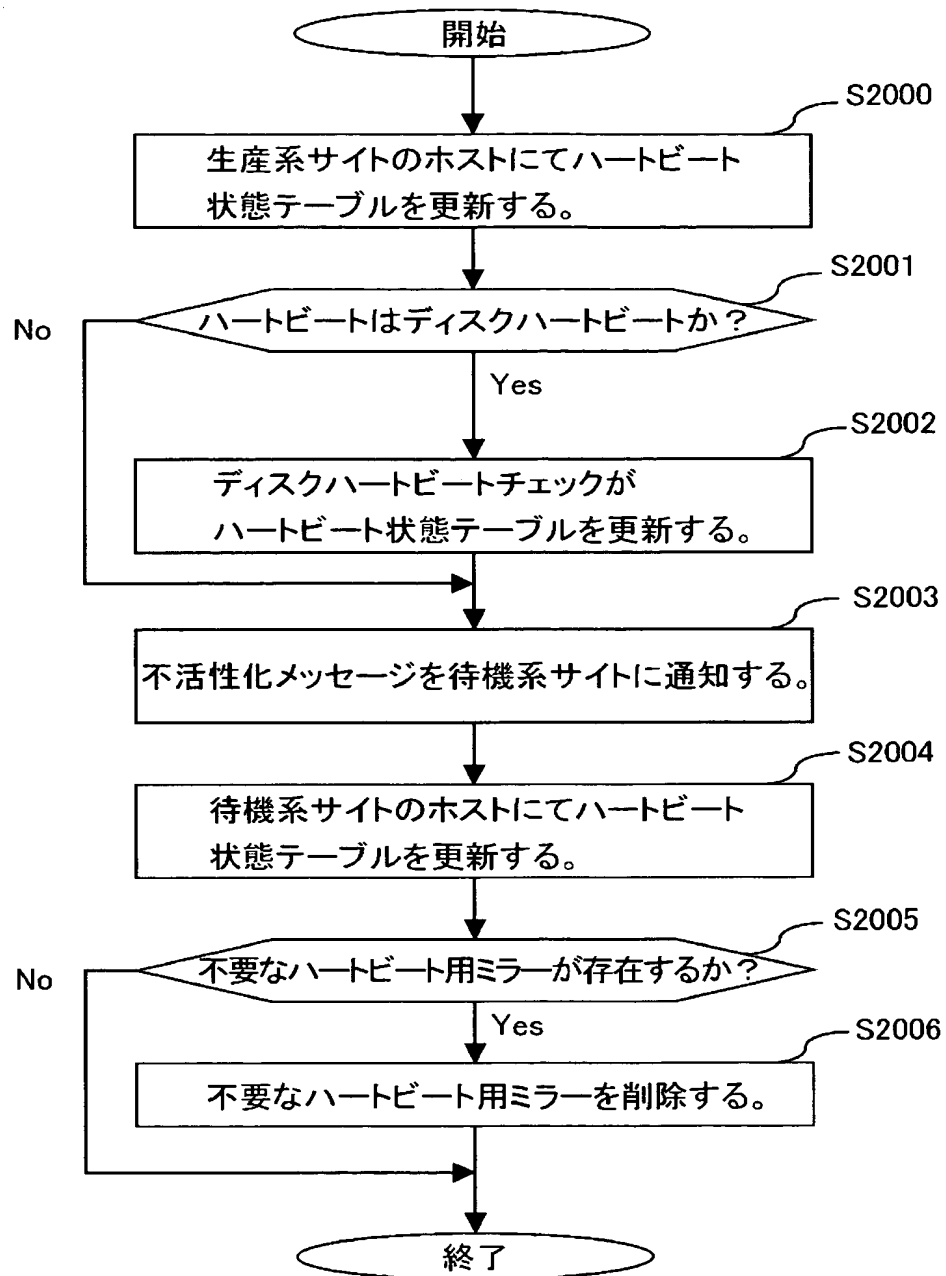 開始
S2000
生産系サイトのホストにてハートビート
状態テーブルを更新する。
S2001
ハートビートはディスクハートビートか？
No
Yes
S2002
ディスクハートビートチェックが
ハートビート状態テーブルを更新する。
S2003
不活性化メッセージを待機系サイトに通知する。
S2004
待機系サイトのホストにてハートビート
状態テーブルを更新する。
S2005
不要なハートビート用ミラーが存在するか？
No
Yes
S2006
不要なハートビート用ミラーを削除する。
終了